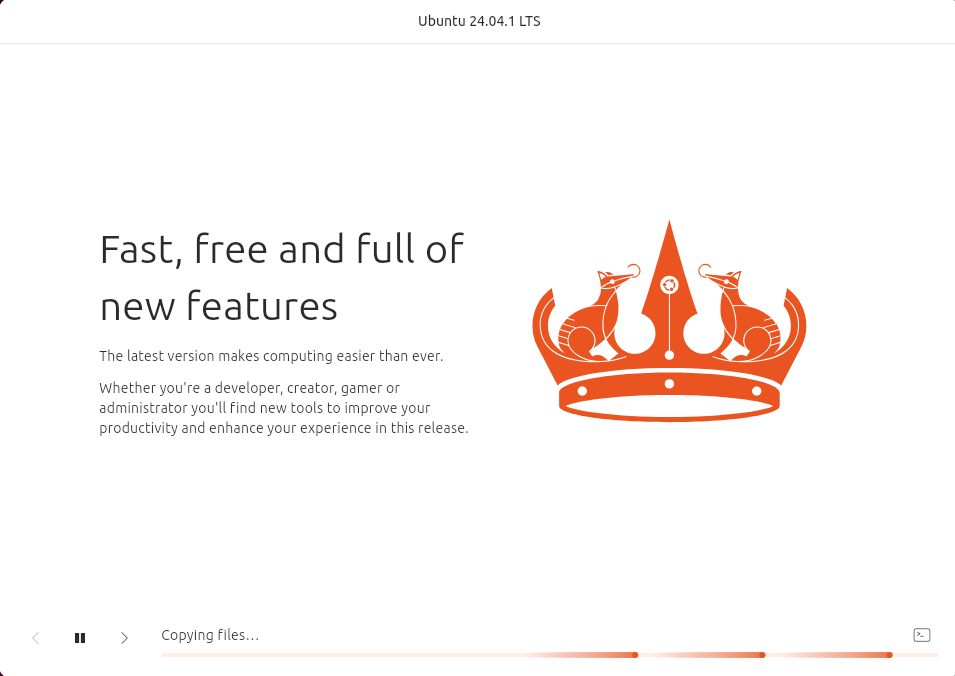 Ubuntu 24.04.1 LTS
Fast, free and full of
new features
The latest version makes computing easier than ever.
Whether you're a developer, creator, gamer or
administrator you'll find new tools to improve your
productivity and enhance your experience in this release.
Copying files...